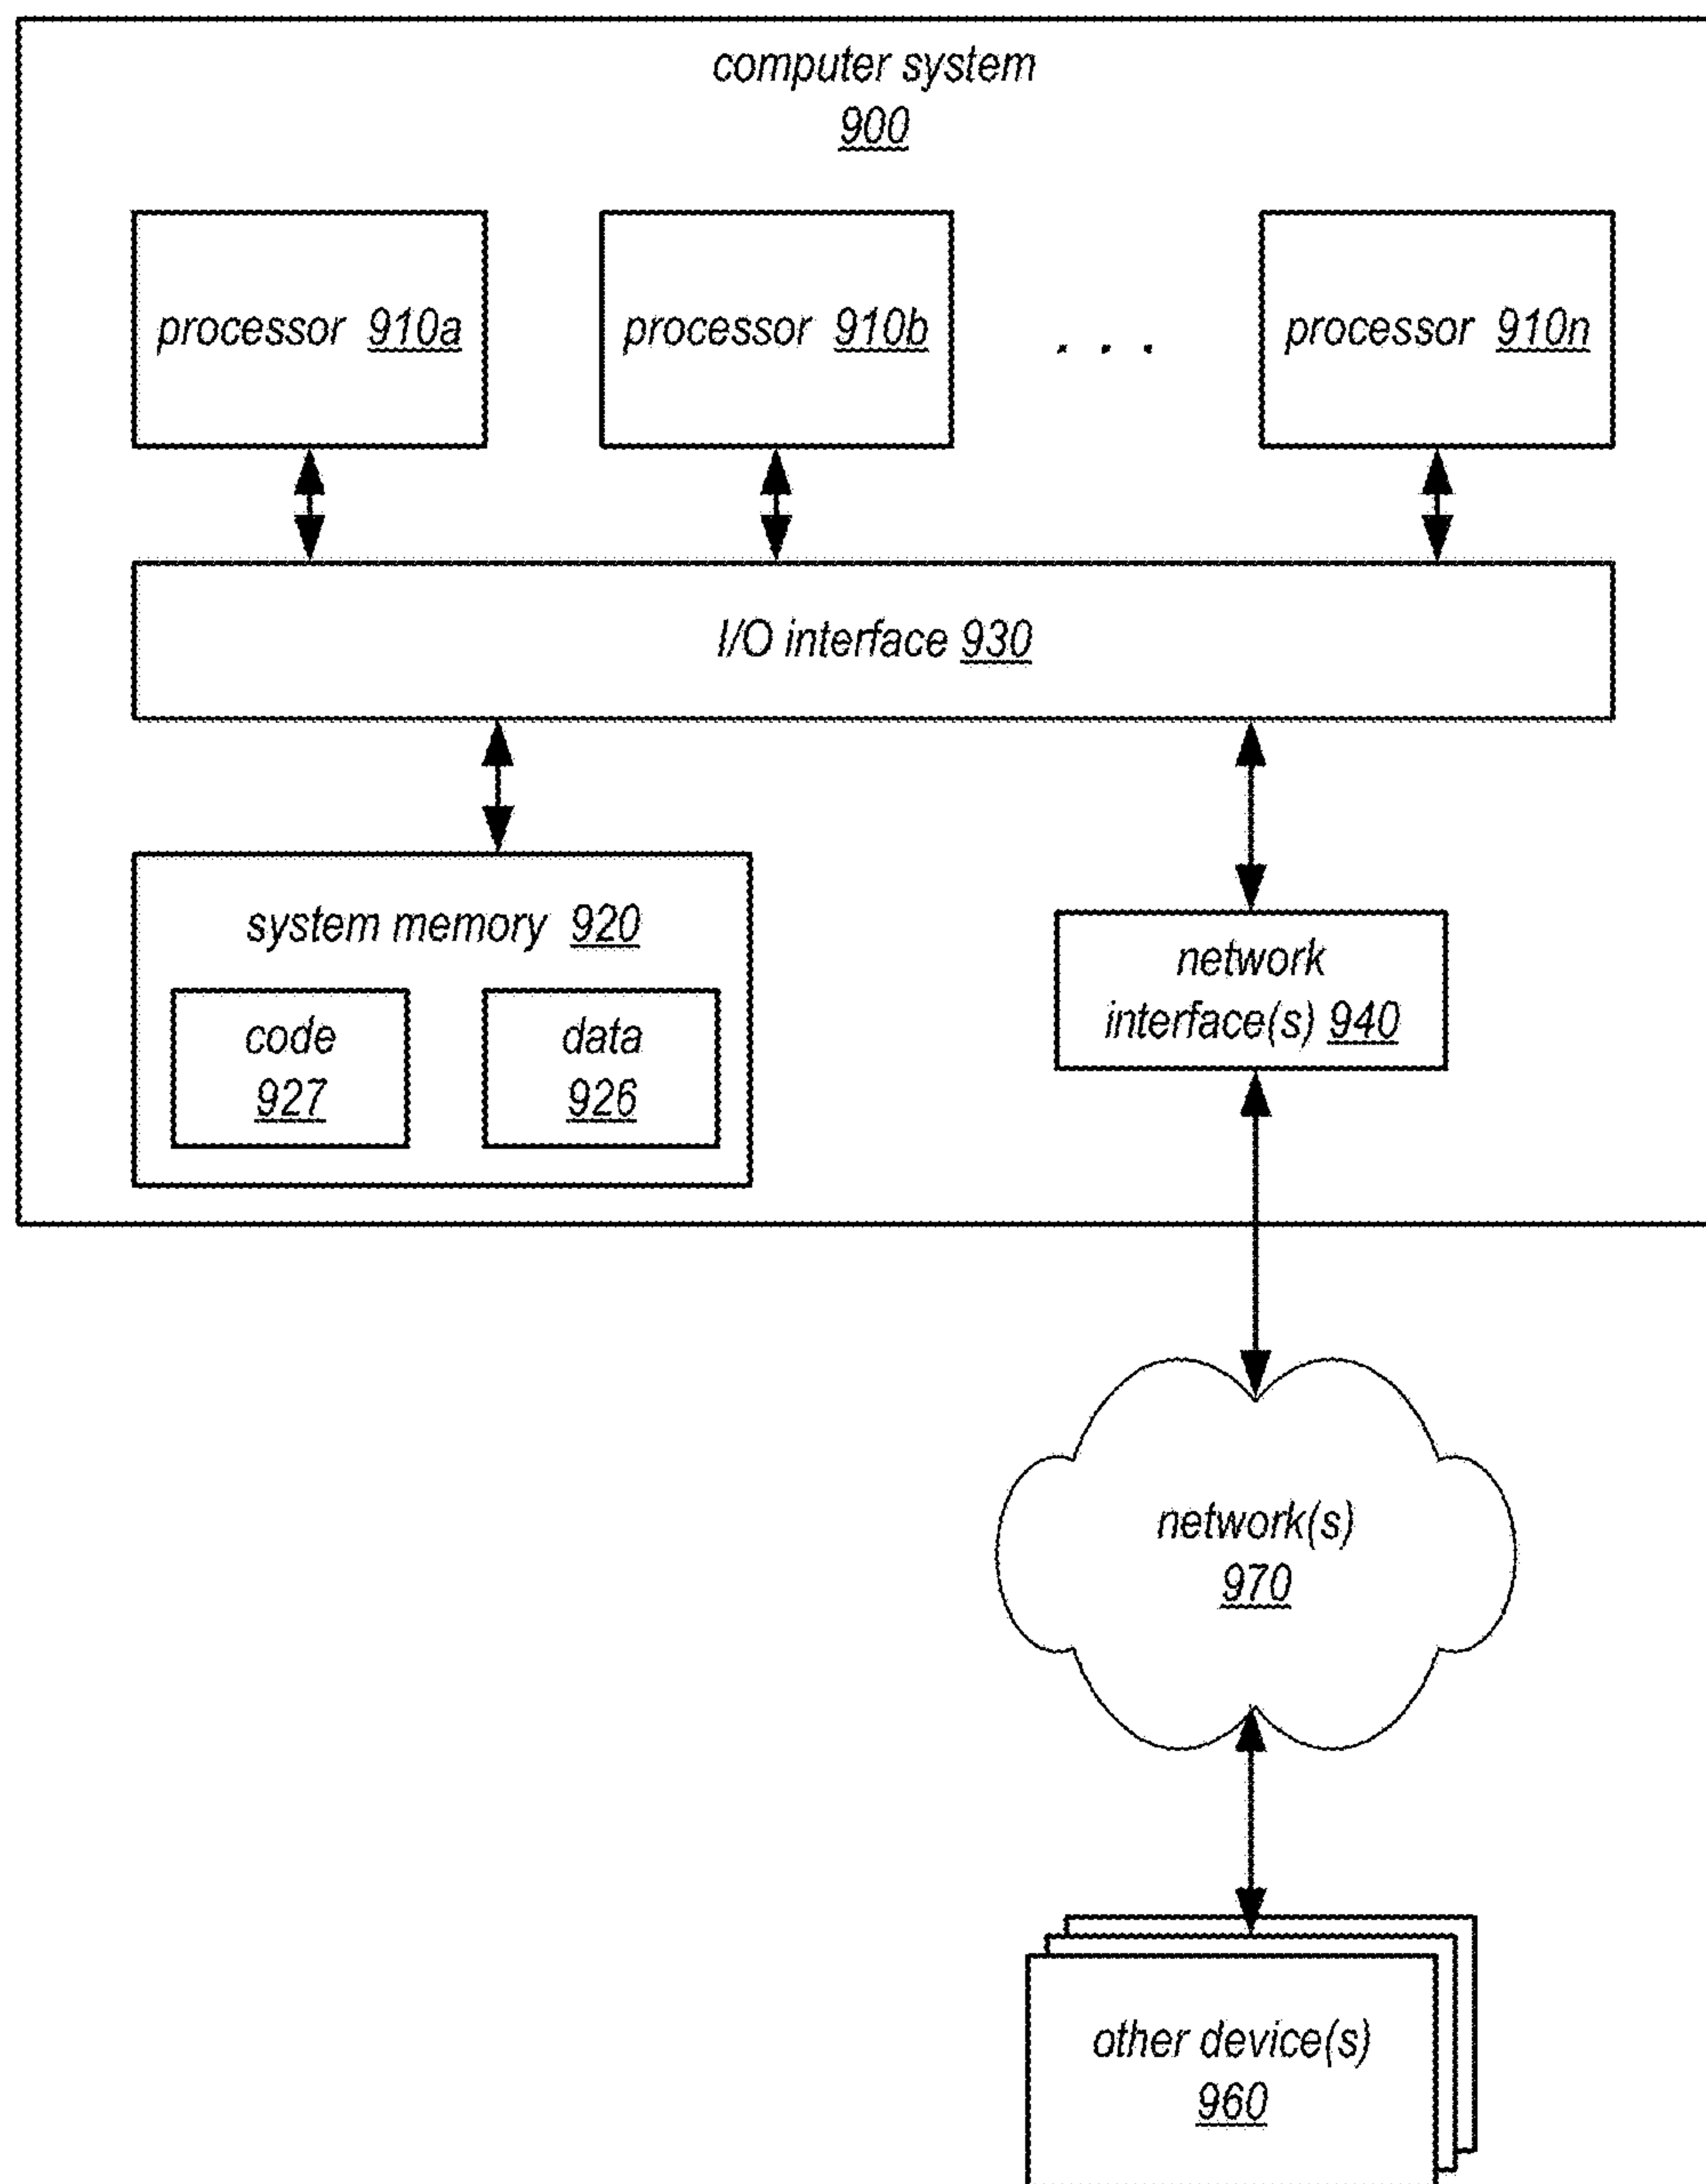 computer system
900
processor 910a
processor 910b
. . .
processor 910n
I/O interface 930
system memory 920
code
927
data
926
network
interface(s) 940
network(s)
970
other device(s)
960